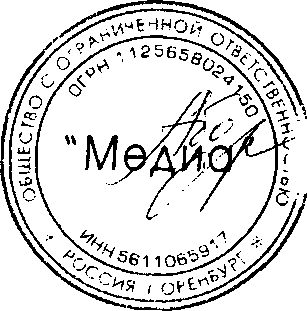 ОБЩЕСТВО С ОГРАНИЧЕННОЙ ОТВЕТСТВЕННОСТЬЮ
ОГРН 1125658024150
"Медиа"
ИНН 5611065917
* РОССИЯ Г ОРЕНБУРГ *